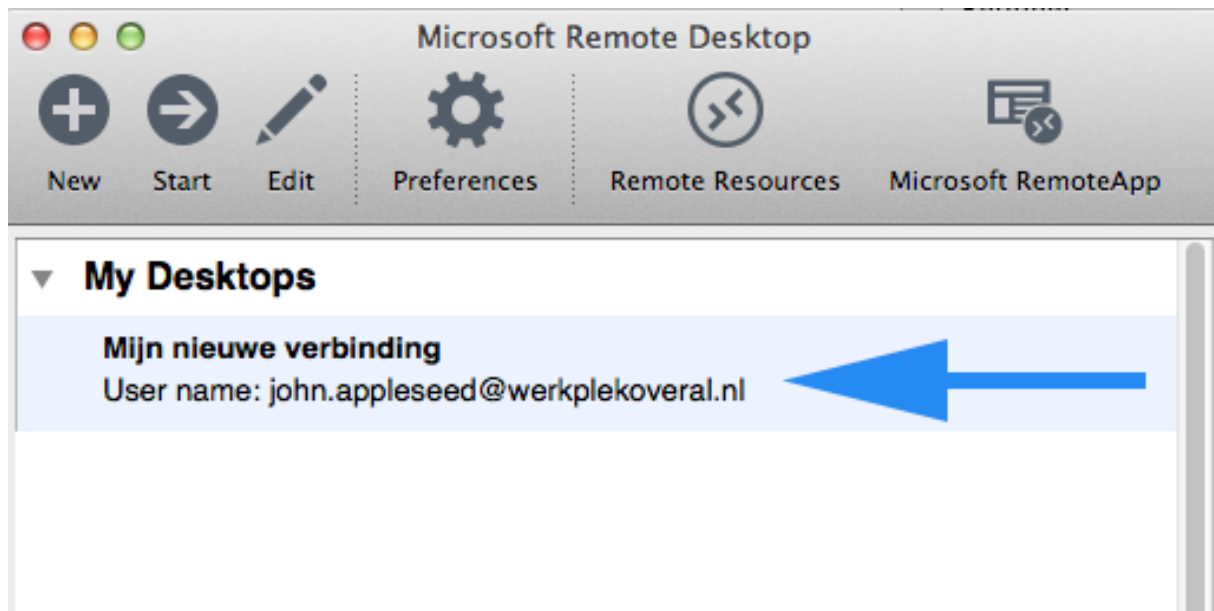 Microsoft Remote Desktop
New Start Edit Preferences Remote Resources Microsoft RemoteApp
My Desktops
Mijn nieuwe verbinding
User name: john.appleseed@werkplekoveral.nl